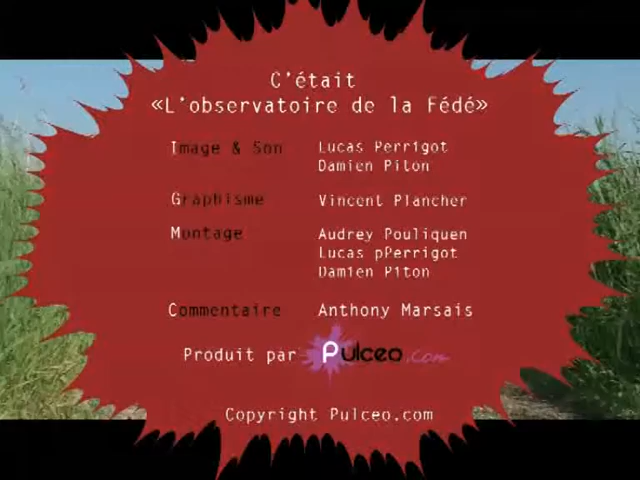 C'était
«L'observatoire de la Fédé»
Image & Son Lucas Perrigot
Damien Piton
Graphisme Vincent Plancher
Montage Audrey Pouliquen
Lucas pPerrigot
Damien Piton
Commentaire Anthony Marsais
Produit par Pulceo.com
Copyright Pulceo.com